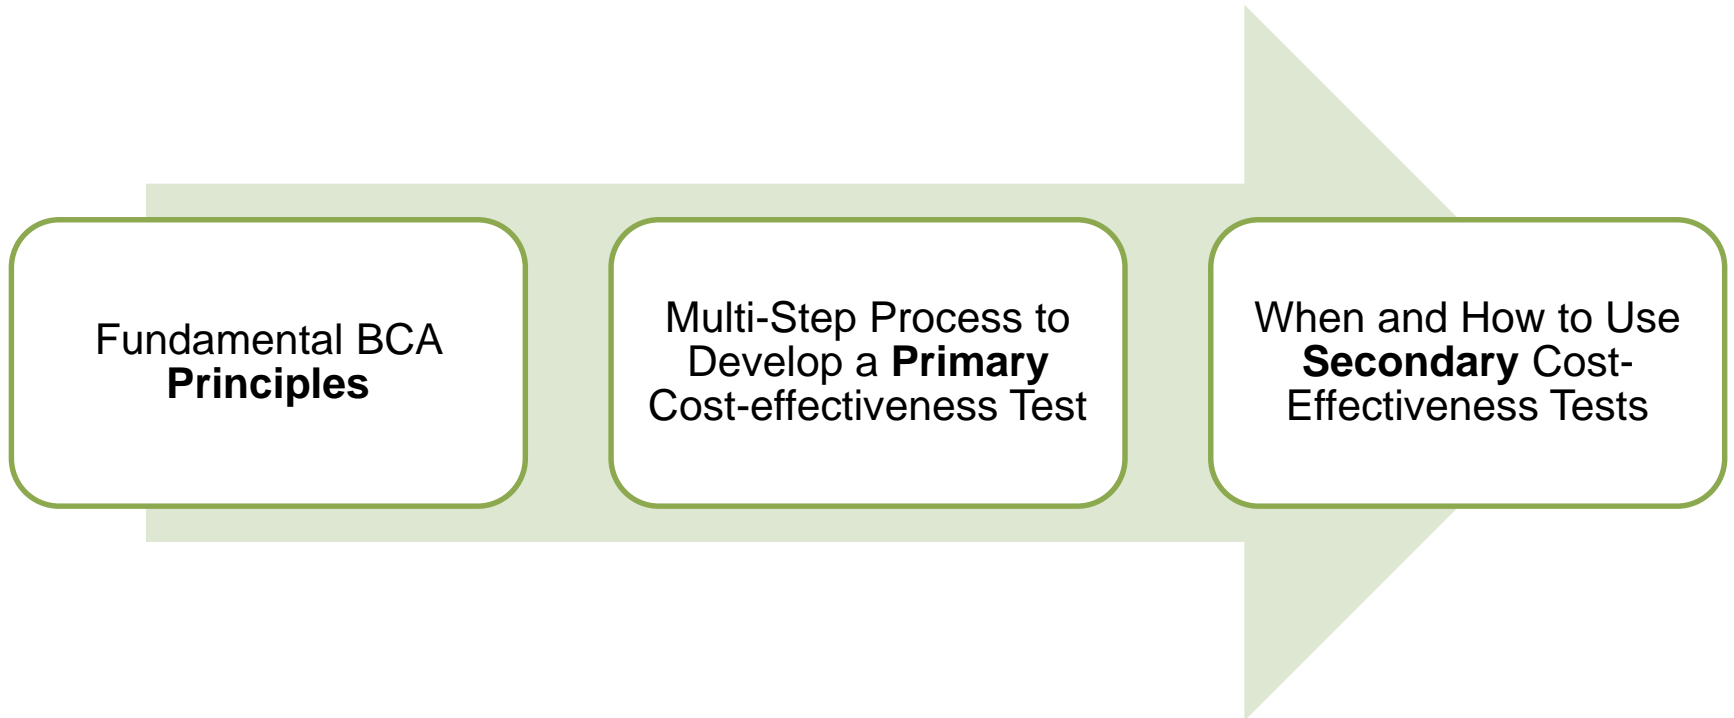 Fundamental BCA
Principles
Multi-Step Process to
Develop a Primary
Cost-effectiveness Test
When and How to Use
Secondary Cost-
Effectiveness Tests